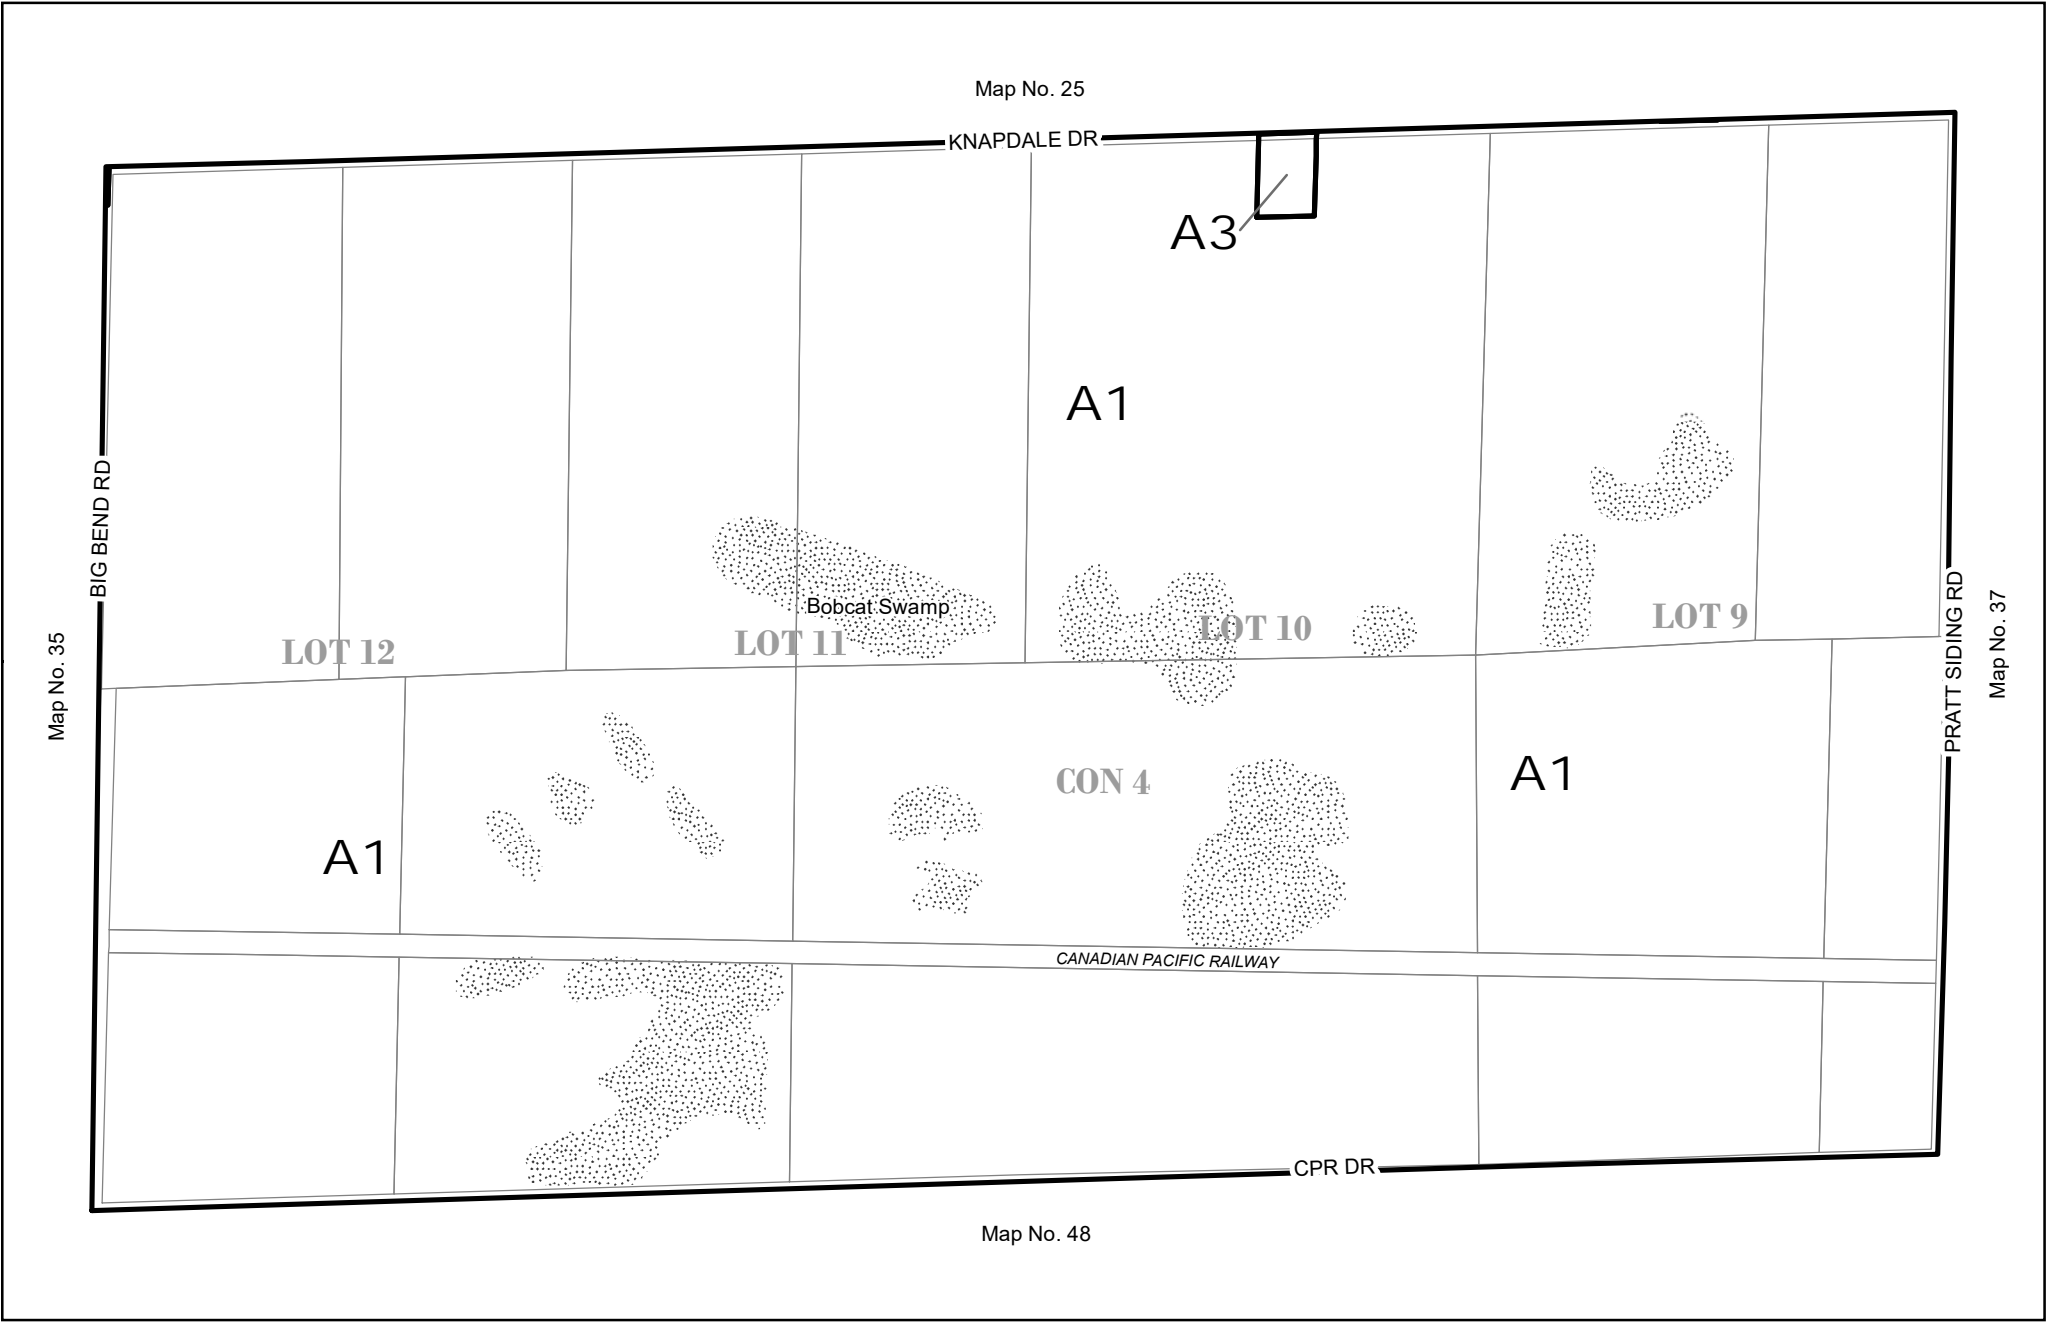 Map No. 25
KNAPDALE DR
A3
A1
BIG BEND RD
Map No. 35
Bobcat Swamp
LOT 12
LOT 11
LOT 10
LOT 9
PRATT SIDING RD
Map No. 37
CON 4
A1
A1
CANADIAN PACIFIC RAILWAY
CPR DR
Map No. 48